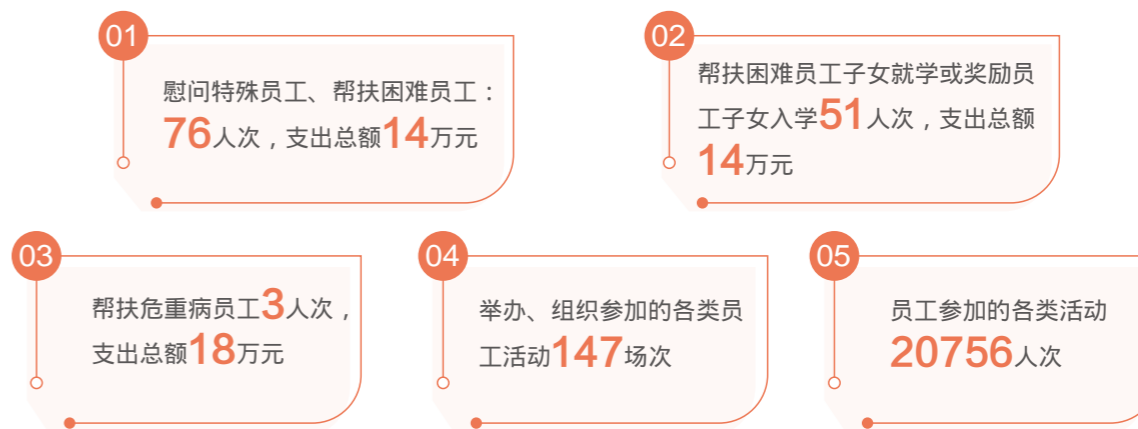 01
慰问特殊员工、帮扶困难员工：
76人次，支出总额14万元
02
帮扶困难员工子女就学或奖励员
工子女入学51人次，支出总额
14万元
03
帮扶危重病员工3人次，
支出总额18万元
04
举办、组织参加的各类员
工活动147场次
05
员工参加的各类活动
20756人次